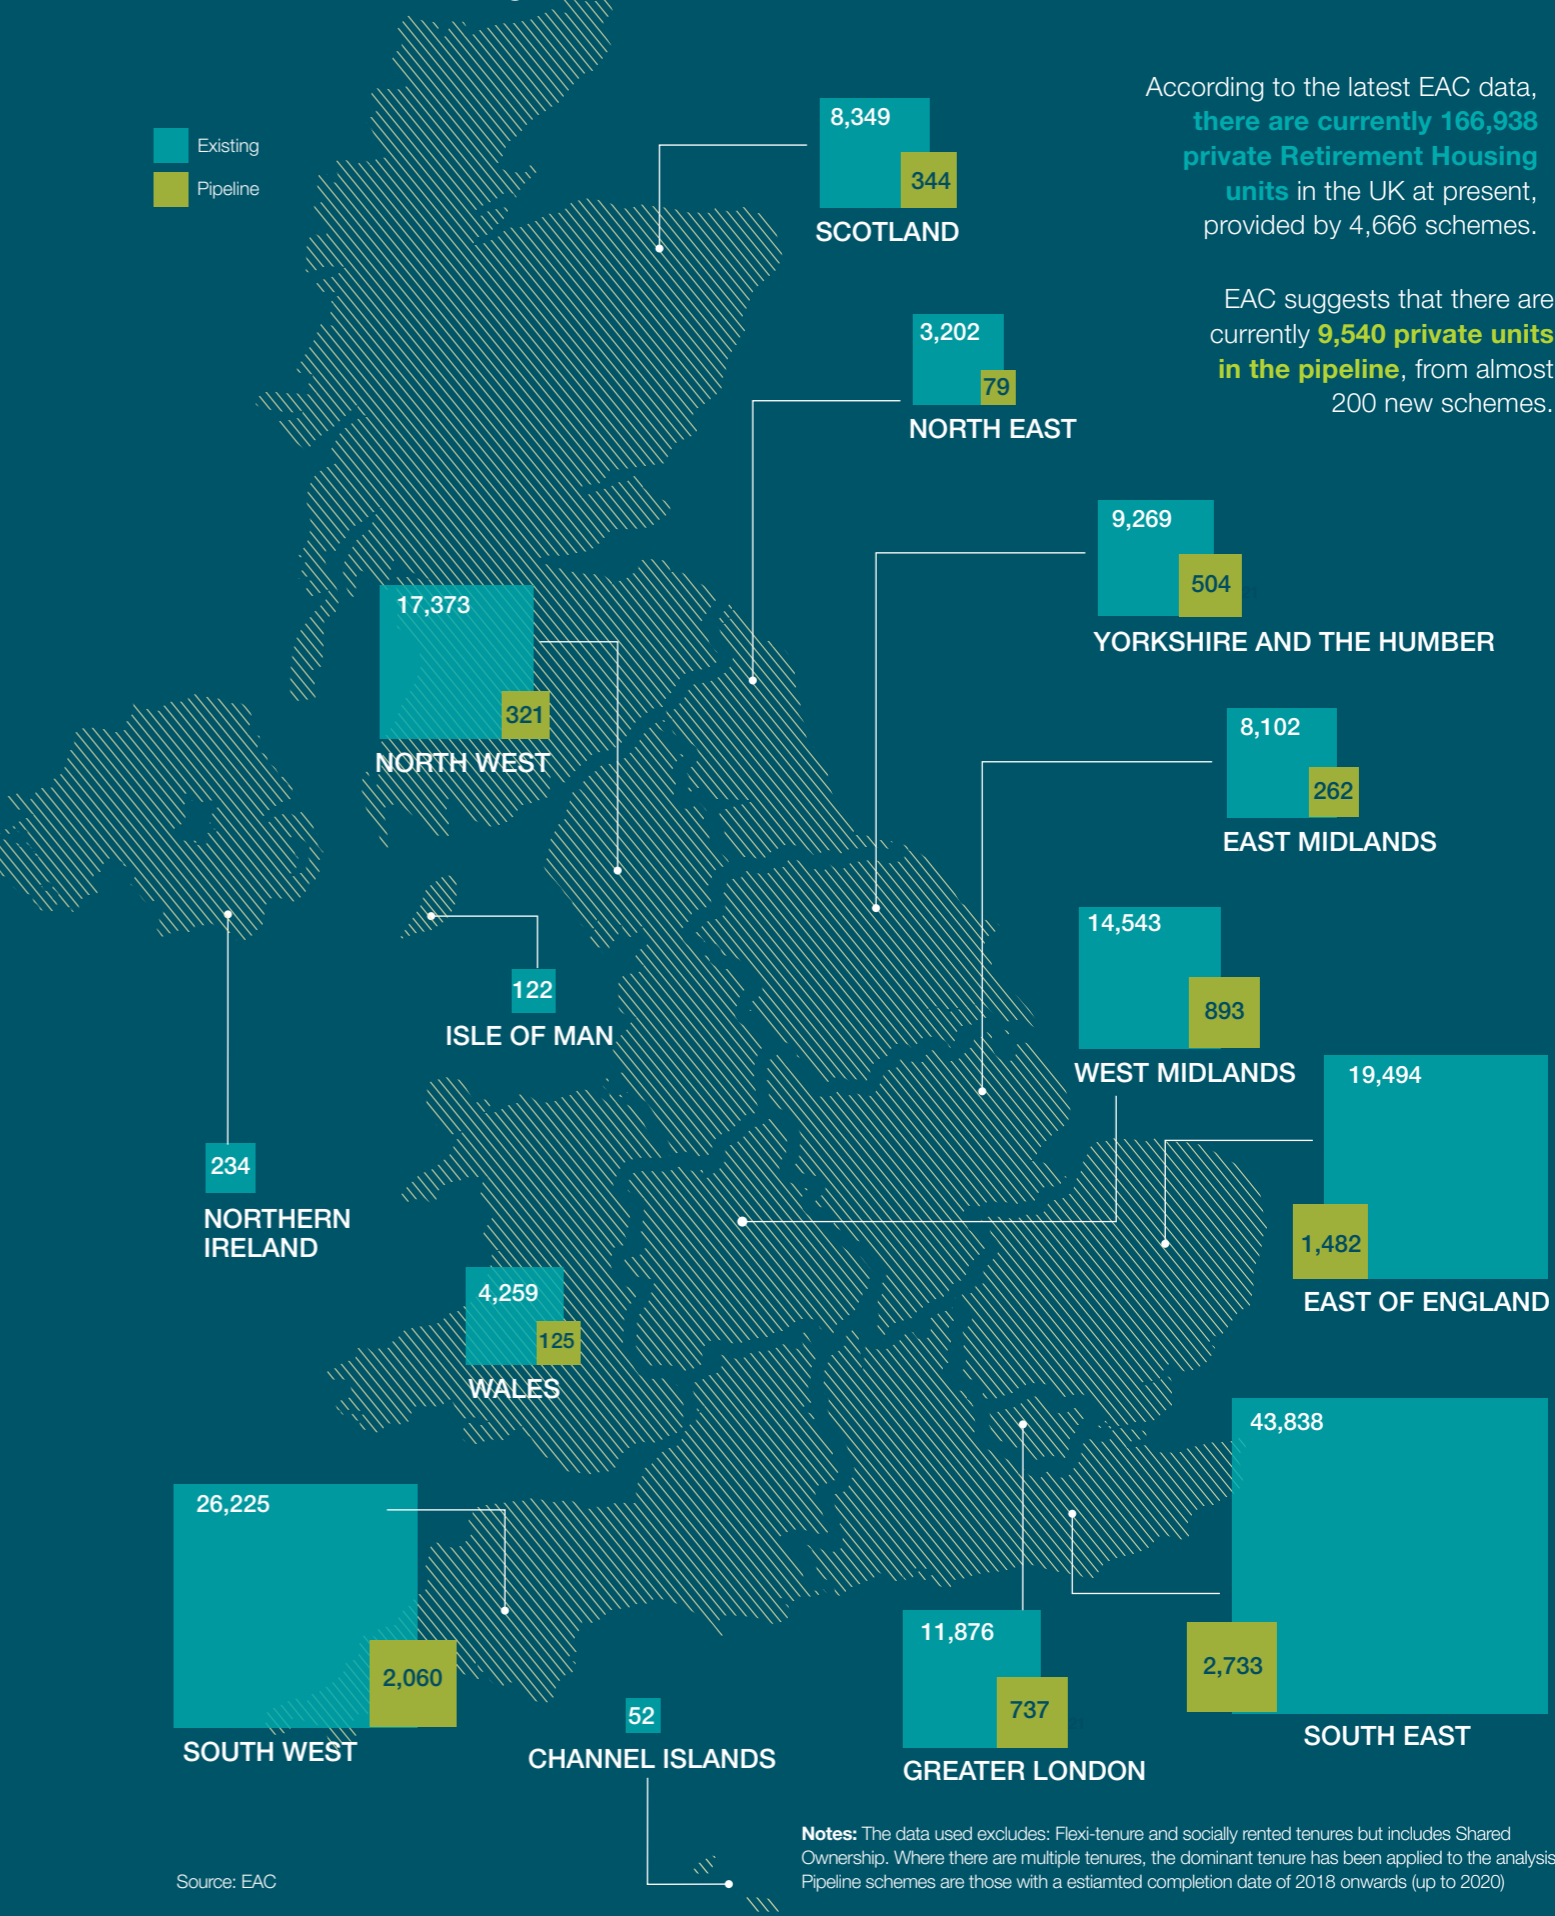 Existing
Pipeline
According to the latest EAC data,
there are currently 166,938
private Retirement Housing
units in the UK at present,
provided by 4,666 schemes.
EAC suggests that there are
currently 9,540 private units
in the pipeline, from almost
200 new schemes.
8,349
344
SCOTLAND
3,202
79
NORTH EAST
9,269
504
YORKSHIRE AND THE HUMBER
17,373
321
NORTH WEST
8,102
262
EAST MIDLANDS
14,543
893
WEST MIDLANDS
122
ISLE OF MAN
19,494
1,482
EAST OF ENGLAND
234
NORTHERN
IRELAND
4,259
125
WALES
43,838
2,733
SOUTH EAST
26,225
2,060
SOUTH WEST
52
CHANNEL ISLANDS
11,876
737
GREATER LONDON
Notes: The data used excludes: Flexi-tenure and socially rented tenures but includes Shared
Ownership. Where there are multiple tenures, the dominant tenure has been applied to the analysis
Pipeline schemes are those with a estiamted completion date of 2018 onwards (up to 2020)
Source: EAC